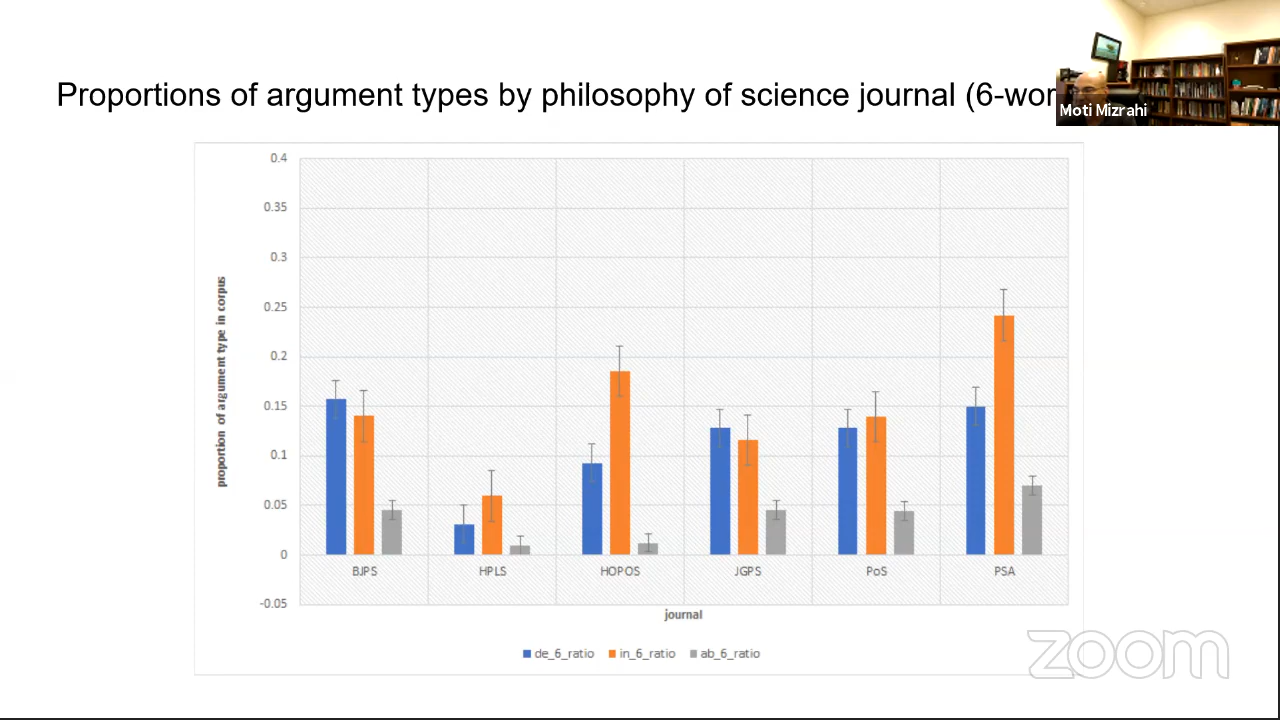 Proportions of argument types by philosophy of science journal (6-wor
Moti Mizrahi
0.4
0.35
0.3
0.25
0.2
0.15
0.1
0.05
0
-0.05
proportion of argument type in corpus
BJPS HPLS HOPOS JGPS PoS PSA
journal
de_6_ratio in_6_ratio ab_6_ratio
zoom